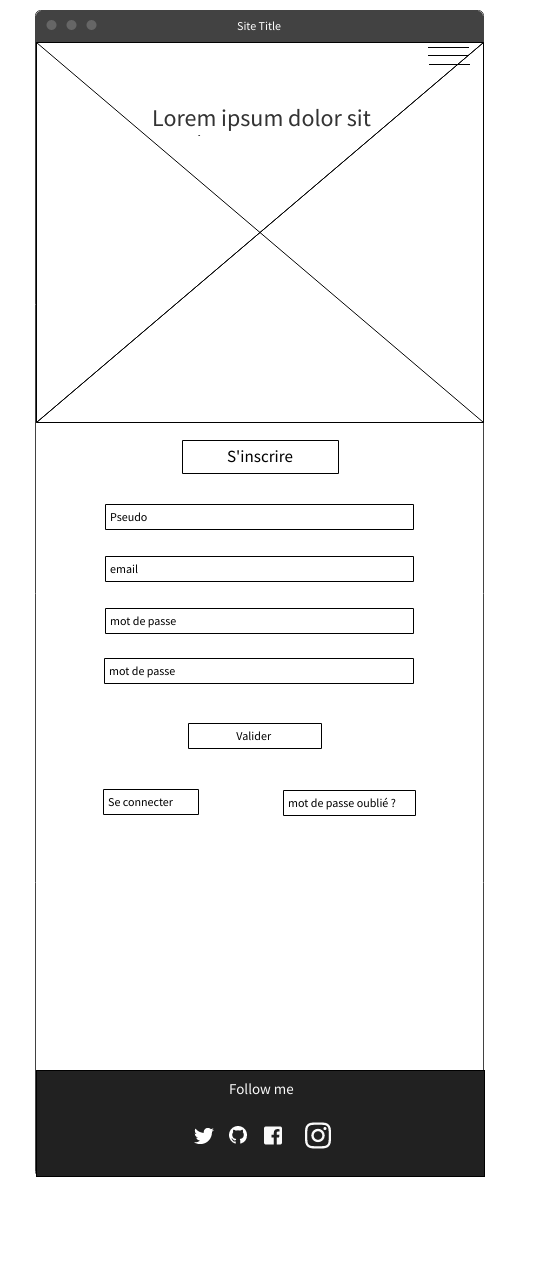 Site Title
Lorem ipsum dolor sit
S'inscrire
Pseudo
email
mot de passe
mot de passe
Valider
Se connecter
mot de passe oublié ?
Follow me